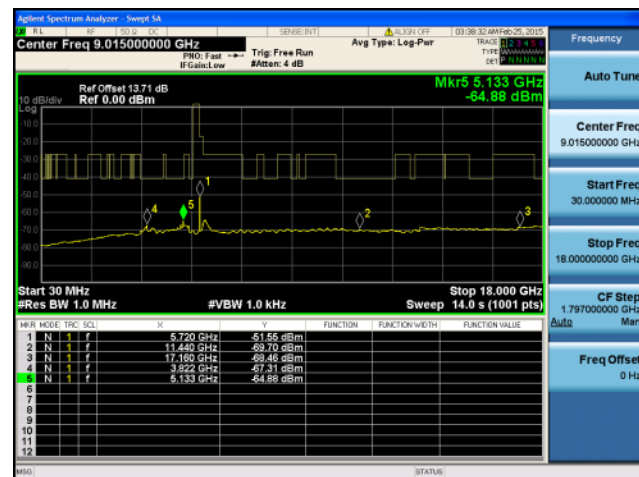 Agilent Spectrum Analyzer - Swept SA
RL RF 50 Ω DC SENSE:INT ALIGN OFF 03:38:32 AM Feb 25, 2015
Center Freq 9.015000000 GHz
PNO: Fast
IFGain:Low
Trig: Free Run
#Atten: 4 dB
Avg Type: Log-Pwr
TRACE 1 2 3 4 5 6
TYPE
DET P N N N N N
Ref Offset 13.71 dB
Ref 0.00 dBm
10 dB/div
Log
Mkr5 5.133 GHz
-64.88 dBm
-10.0
-20.0
-30.0
-40.0
-50.0
-60.0
-70.0
-80.0
-90.0
1
2
3
4
5
Start 30 MHz
Stop 18.000 GHz
#Res BW 1.0 MHz
#VBW 1.0 kHz
Sweep 14.0 s (1001 pts)
MKR MODE TRC SCL X Y FUNCTION FUNCTION WIDTH FUNCTION VALUE
1 N 1 f 5.720 GHz -51.55 dBm
2 N 1 f 11.440 GHz -69.70 dBm
3 N 1 f 17.160 GHz -68.46 dBm
4 N 1 f 3.822 GHz -67.31 dBm
5 N 1 f 5.133 GHz -64.88 dBm
6
7
8
9
10
11
12
MSG
STATUS
Frequency
Auto Tune
Center Freq
9.015000000 GHz
Start Freq
30.000000 MHz
Stop Freq
18.000000000 GHz
CF Step
1.797000000 GHz
Auto Man
Freq Offset
0 Hz